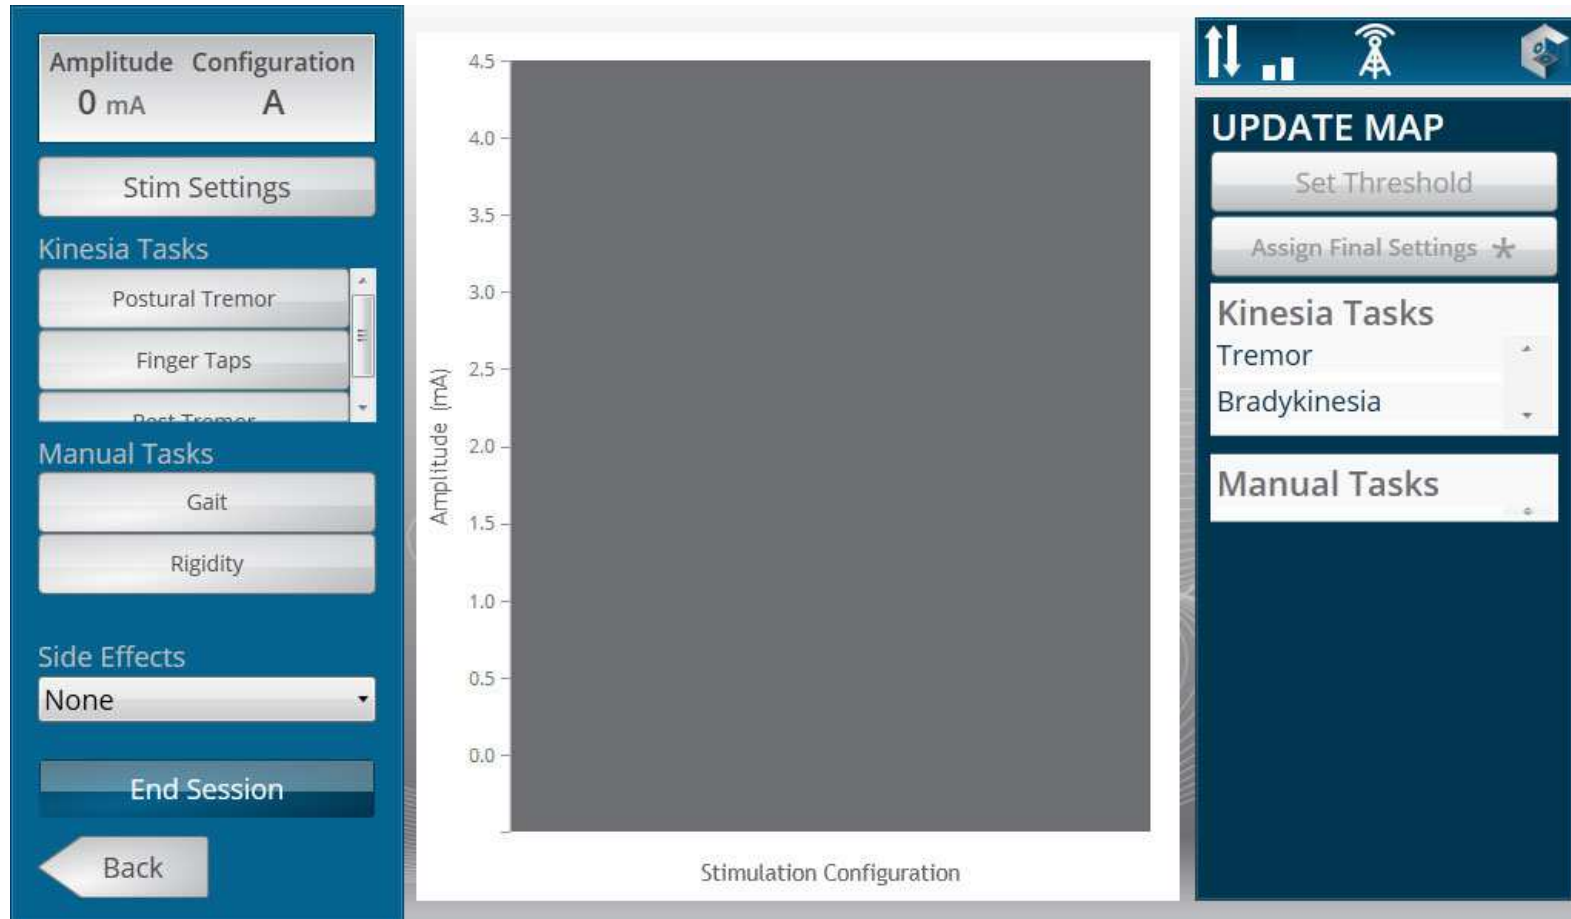 Amplitude Configuration
0 mA A
Stim Settings
Kinesia Tasks
Postural Tremor
Finger Taps
Rest Tremor
Manual Tasks
Gait
Rigidity
Side Effects
None
End Session
Back
4.5
4.0
3.5
3.0
2.5
2.0
1.5
1.0
0.5
0.0
Amplitude (mA)
Stimulation Configuration
UPDATE MAP
Set Threshold
Assign Final Settings *
Kinesia Tasks
Tremor
Bradykinesia
Manual Tasks